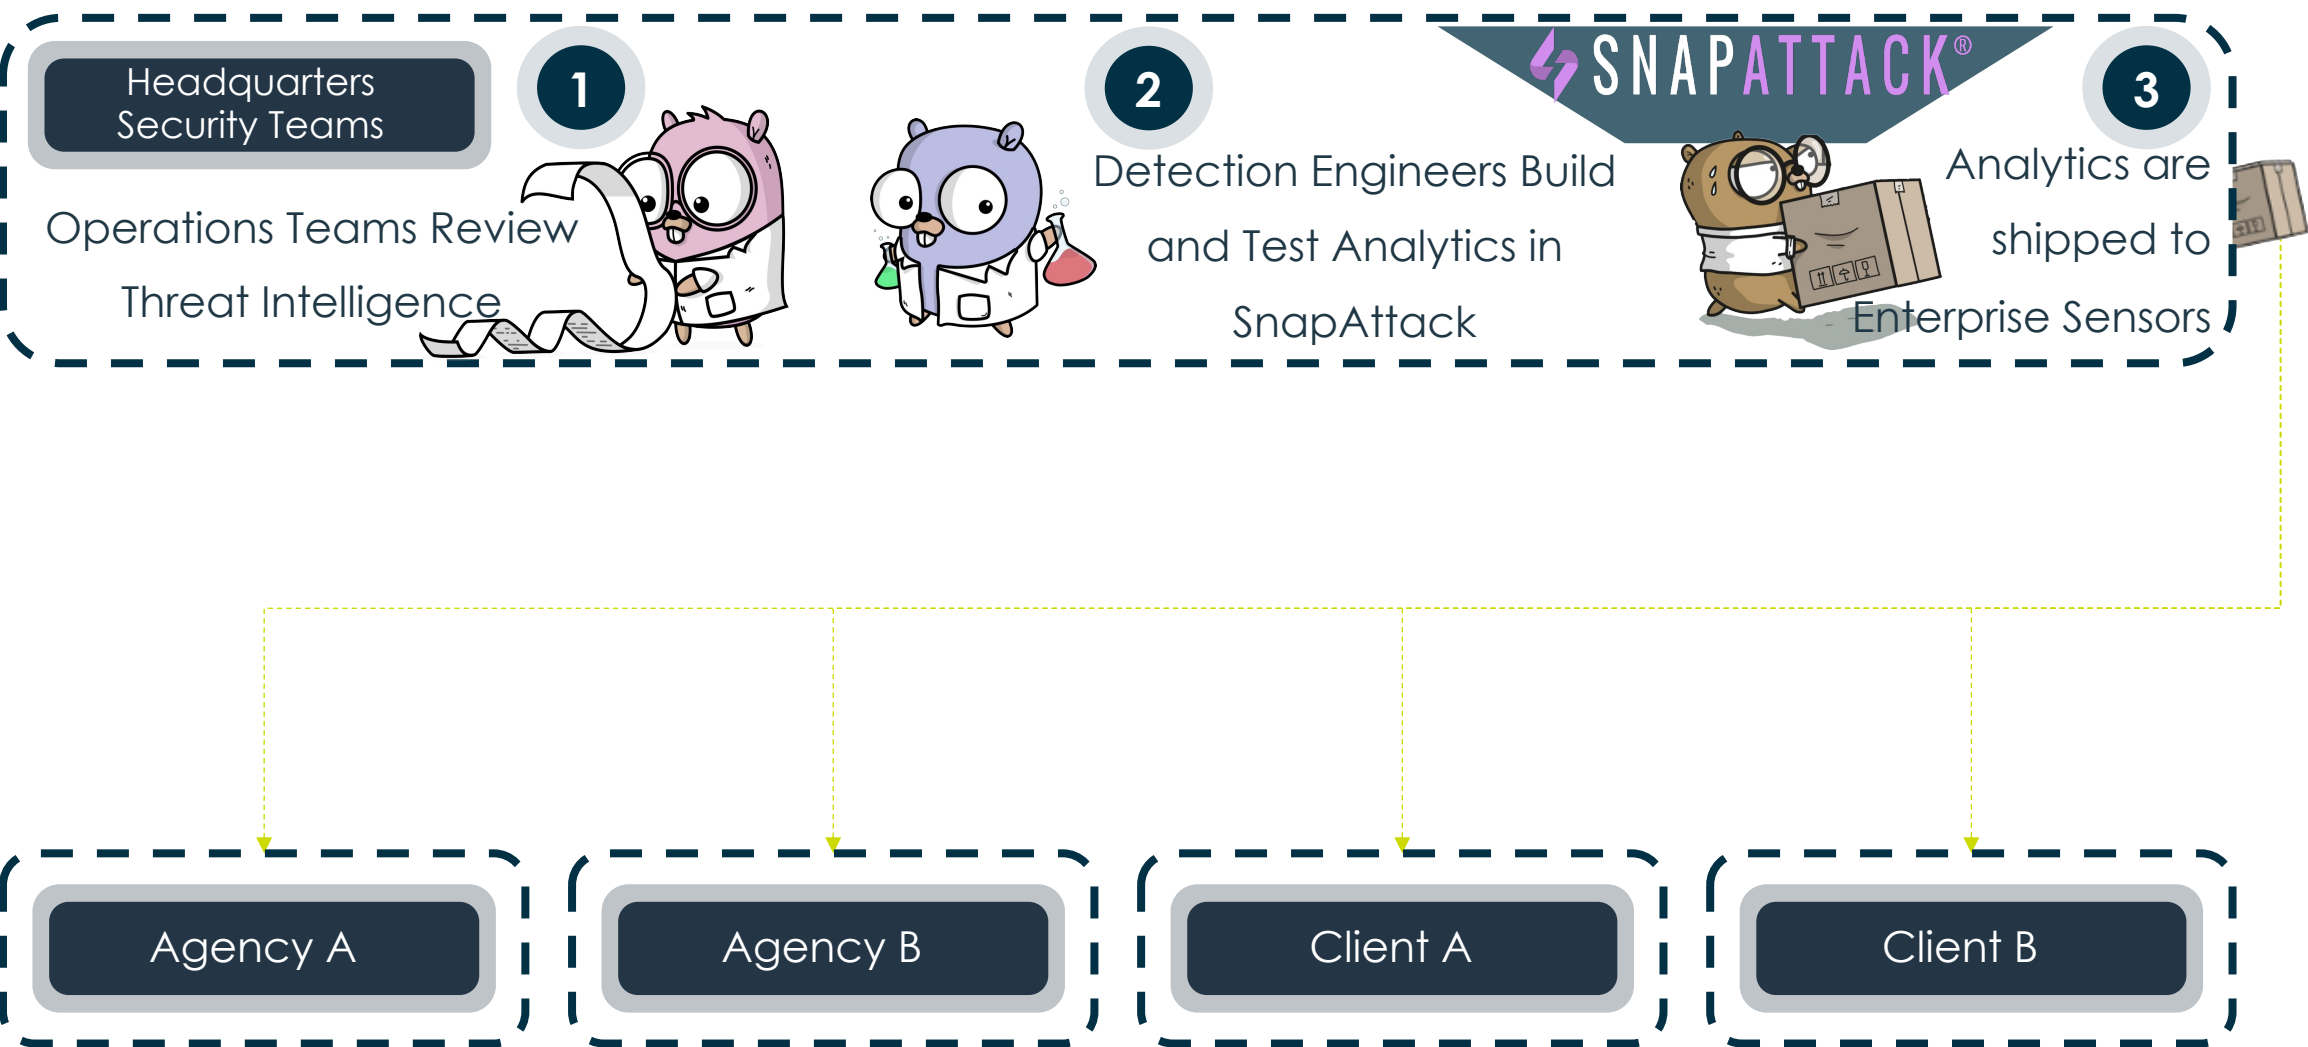 Headquarters
Security Teams
1
Operations Teams Review
Threat Intelligence
2
Detection Engineers Build
and Test Analytics in
SnapAttack
SNAPATTACK®
3
Analytics are
shipped to
Enterprise Sensors
Agency A
Agency B
Client A
Client B